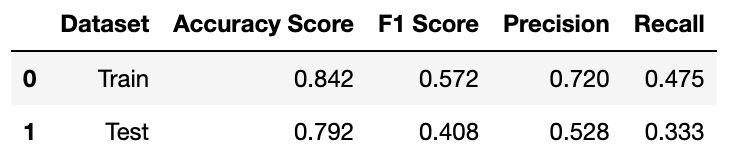 Dataset Accuracy Score F1 Score Precision Recall
0 Train 0.842 0.572 0.720 0.475
1 Test 0.792 0.408 0.528 0.333